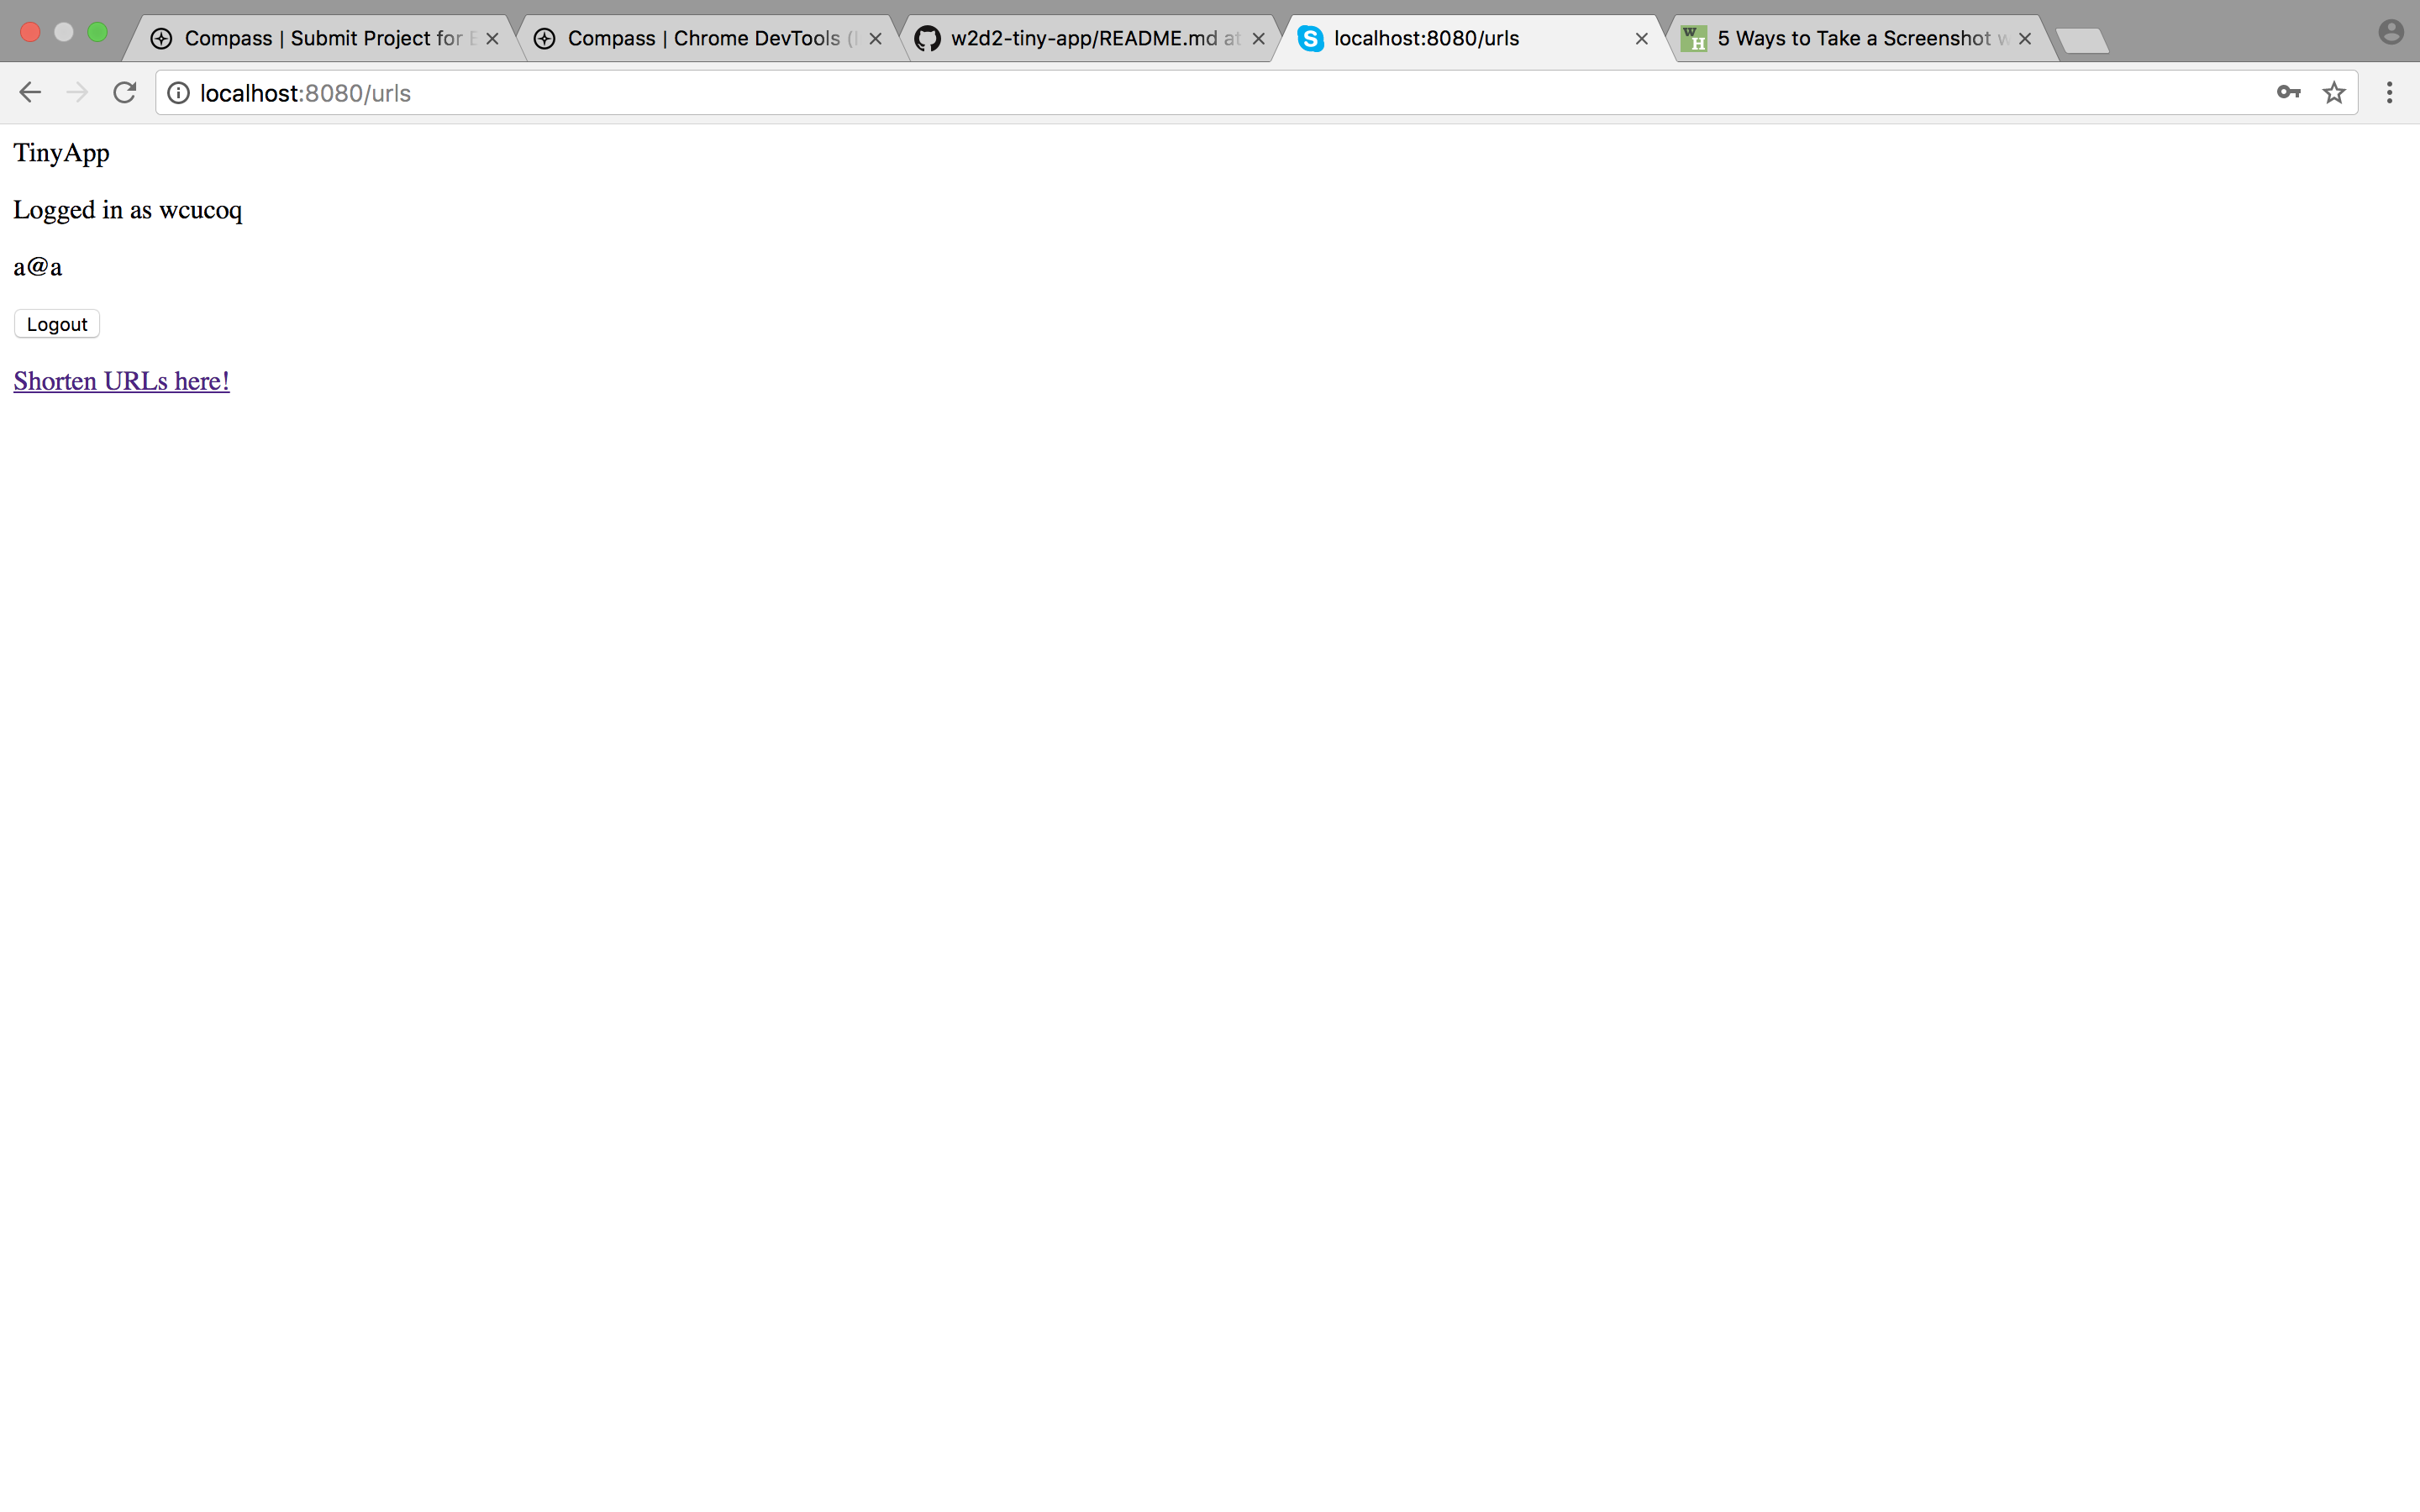 Compass | Submit Project for
Compass | Chrome DevTools (
w2d2-tiny-app/README.md at
localhost:8080/urls
5 Ways to Take a Screenshot w
localhost:8080/urls
TinyApp
Logged in as wcucoq
a@a
Logout
Shorten URLs here!